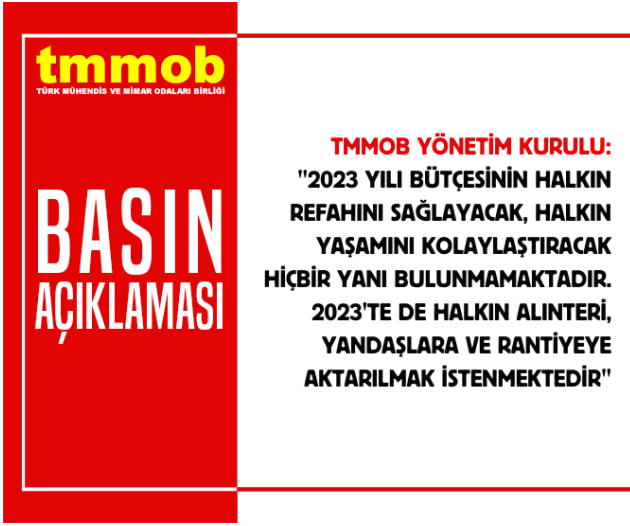 tmmob
TÜRK MÜHENDİS VE MİMAR ODALARI BİRLİĞİ
BASIN
AÇIKLAMASI
TMMOB YÖNETİM KURULU:
"2023 YILI BÜTÇESİNİN HALKIN
REFAHINI SAĞLAYACAK, HALKIN
YAŞAMINI KOLAYLAŞTIRACAK
HİÇBİR YANI BULUNMAMAKTADIR.
2023'TE DE HALKIN ALINTERİ,
YANDAŞLARA VE RANTİYEYE
AKTARILMAK İSTENMEKTEDİR"